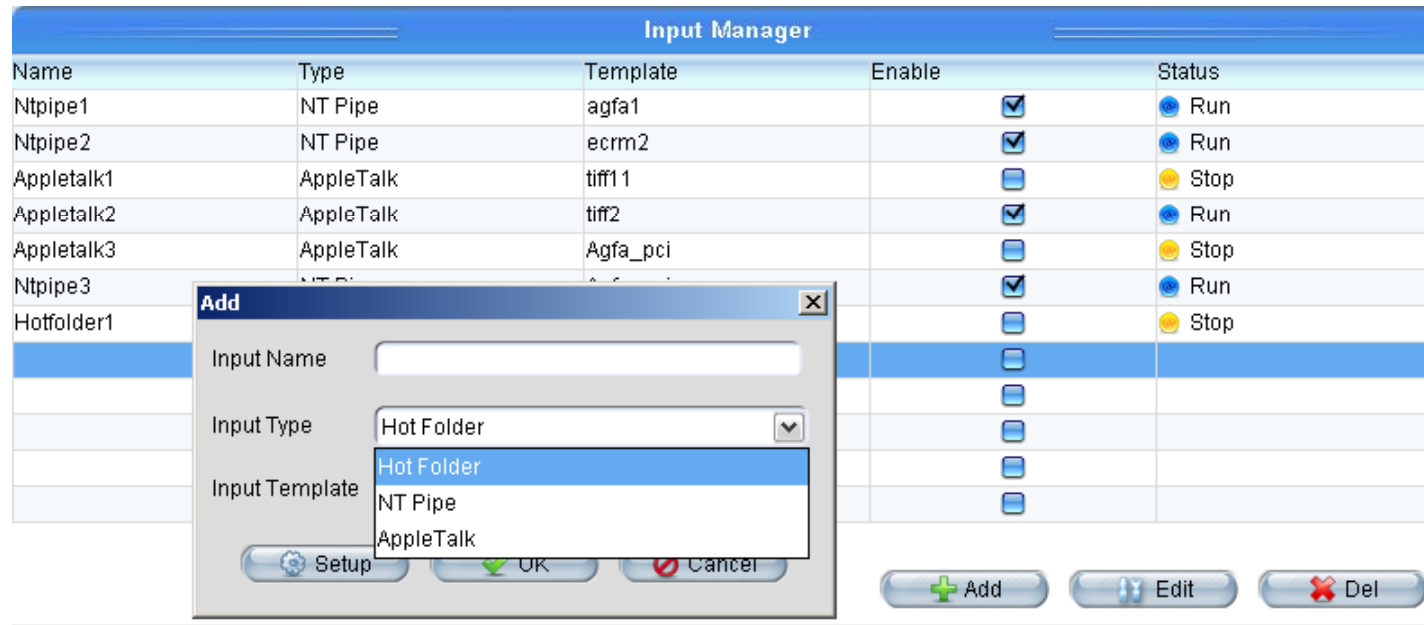 Input Manager
Name Type Template Enable Status
Ntpipe1 NT Pipe agfa1 Run
Ntpipe2 NT Pipe ecrm2 Run
Appletalk1 AppleTalk tiff11 Stop
Appletalk2 AppleTalk tiff2 Run
Appletalk3 AppleTalk Agfa_pci Stop
Ntpipe3 Run
Hotfolder1 Stop
Add
Input Name
Input Type Hot Folder
Hot Folder
Input Template
NT Pipe
AppleTalk
Setup OK Cancel
Add Edit Del